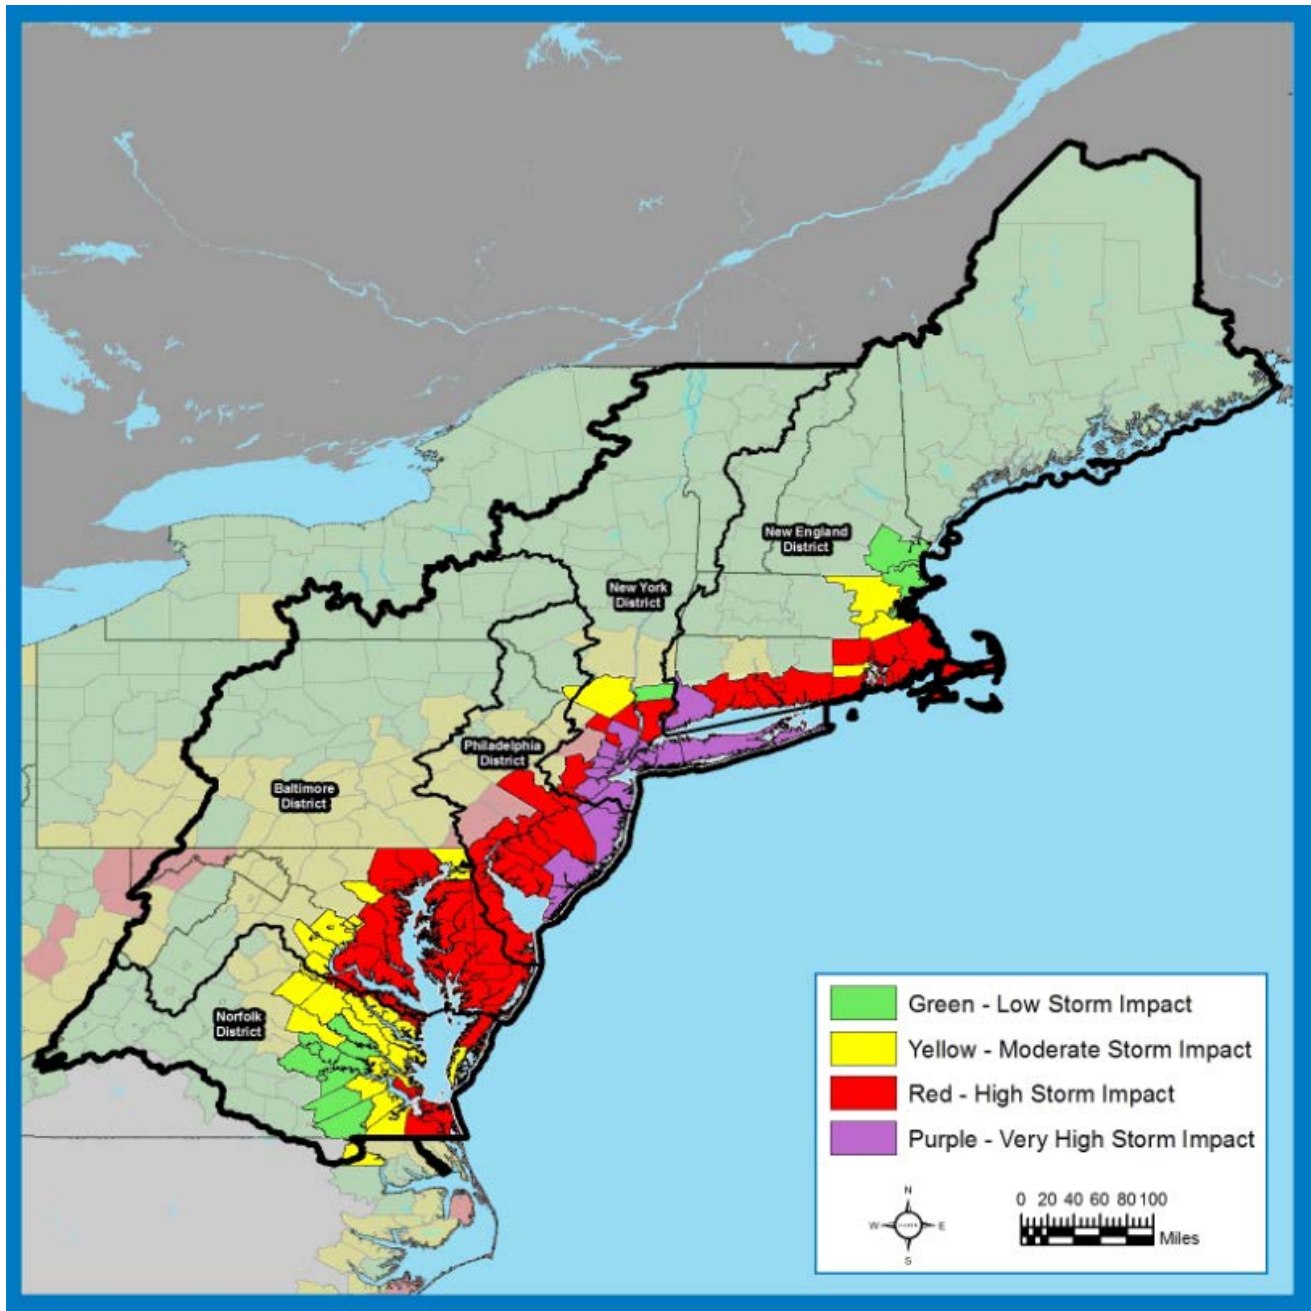 New England
District
New York
District
Philadelphia
District
Baltimore
District
Norfolk
District
Green - Low Storm Impact
Yellow - Moderate Storm Impact
Red - High Storm Impact
Purple - Very High Storm Impact
N
W E
S
0 20 40 60 80 100
Miles